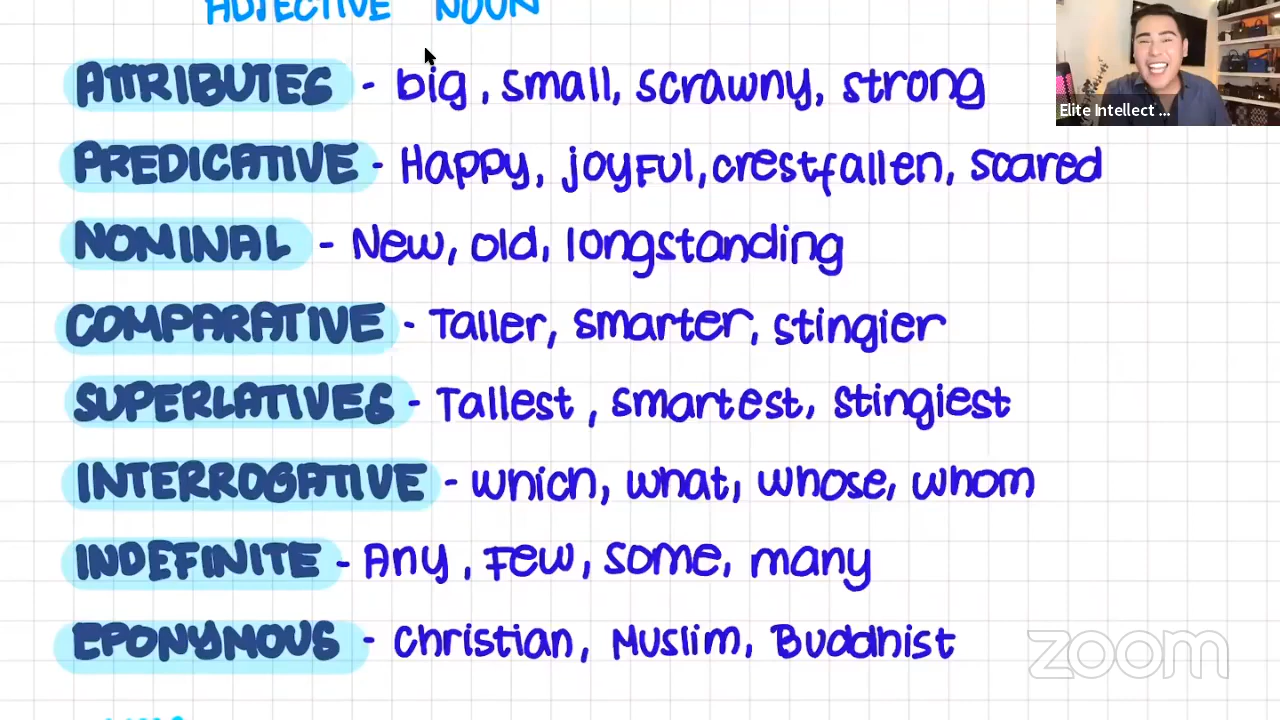 ADJECTIVE NOUN
ATTRIBUTES - big, small, scrawny, strong
Elite Intellect ...
PREDICATIVE - Happy, joyFul, crestfallen, scared
NOMINAL - New, old, longstanding
COMPARATIVE - Taller, smarter, stingier
SUPERLATIVES - Tallest, smartest, stingiest
INTERROGATIVE - which, what, whose, whom
INDEFINITE - Any, Few, some, many
EPONYMOUS - Christian, Muslim, Buddhist
zoom